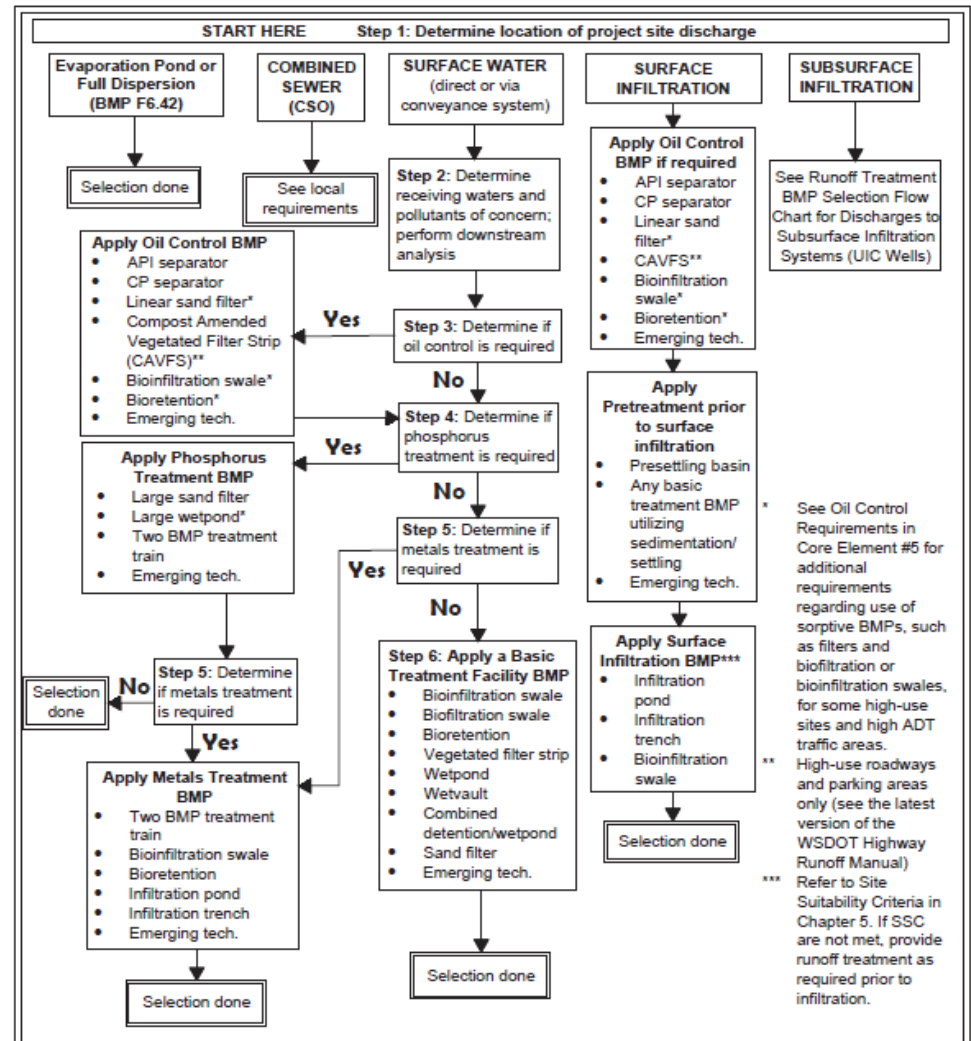 START HERE Step 1: Determine location of project site discharge
Evaporation Pond or
Full Dispersion
(BMP F6.42)
Selection done
COMBINED
SEWER
(CSO)
See local
requirements
SURFACE WATER
(direct or via
conveyance system)
Step 2: Determine
receiving waters and
pollutants of concern;
perform downstream
analysis
Step 3: Determine if
oil control is required
Yes
No
Apply Oil Control BMP
• API separator
• CP separator
• Linear sand filter*
• Compost Amended
Vegetated Filter Strip
(CAVFS)**
• Bioinfiltration swale*
• Bioretention*
• Emerging tech.
Step 4: Determine if
phosphorus
treatment is required
Yes
No
Apply Phosphorus
Treatment BMP
• Large sand filter
• Large wetpond*
• Two BMP treatment
train
• Emerging tech.
Step 5: Determine if
metals treatment is
required
Yes
No
Step 5: Determine
if metals treatment
is required
No
Selection
done
Yes
Apply Metals Treatment
BMP
• Two BMP treatment
train
• Bioinfiltration swale
• Bioretention
• Infiltration pond
• Infiltration trench
• Emerging tech.
Selection done
Step 6: Apply a Basic
Treatment Facility BMP
• Bioinfiltration swale
• Biofiltration swale
• Bioretention
• Vegetated filter strip
• Wetpond
• Wetvault
• Combined
detention/wetpond
• Sand filter
• Emerging tech.
Selection done
SURFACE
INFILTRATION
Apply Oil Control
BMP if required
• API separator
• CP separator
• Linear sand
filter*
• CAVFS**
• Bioinfiltration
swale*
• Bioretention*
• Emerging tech.
Apply
Pretreatment prior
to surface
infiltration
• Presettling basin
• Any basic
treatment BMP
utilizing
sedimentation/
settling
• Emerging tech.
Apply Surface
Infiltration BMP***
• Infiltration
pond
• Infiltration
trench
• Bioinfiltration
swale
Selection done
SUBSURFACE
INFILTRATION
See Runoff Treatment
BMP Selection Flow
Chart for Discharges to
Subsurface Infiltration
Systems (UIC Wells)
* See Oil Control
Requirements in
Core Element #5 for
additional
requirements
regarding use of
sorptive BMPs, such
as filters and
biofiltration or
bioinfiltration swales,
for some high-use
sites and high ADT
traffic areas.
** High-use roadways
and parking areas
only (see the latest
version of the
WSDOT Highway
Runoff Manual)
*** Refer to Site
Suitability Criteria in
Chapter 5. If SSC
are not met, provide
runoff treatment as
required prior to
infiltration.